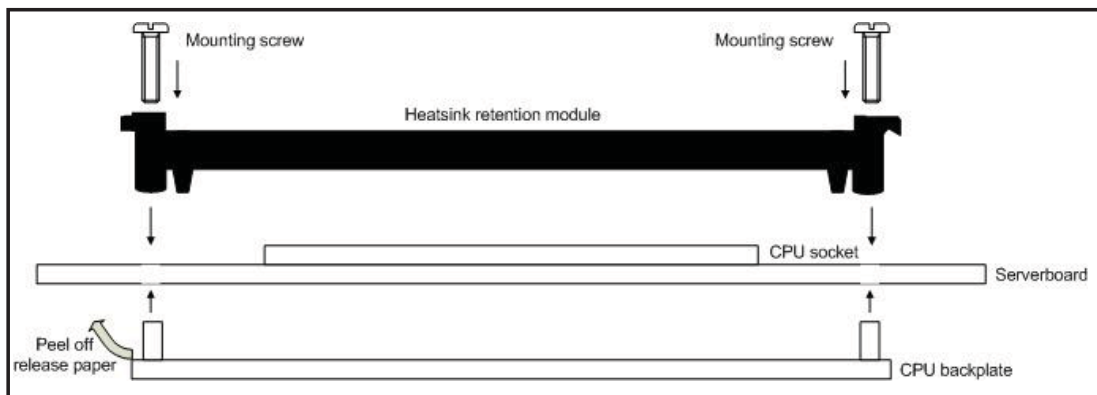 Mounting screw
Mounting screw
Heatsink retention module
CPU socket
Serverboard
Peel off
release paper
CPU backplate